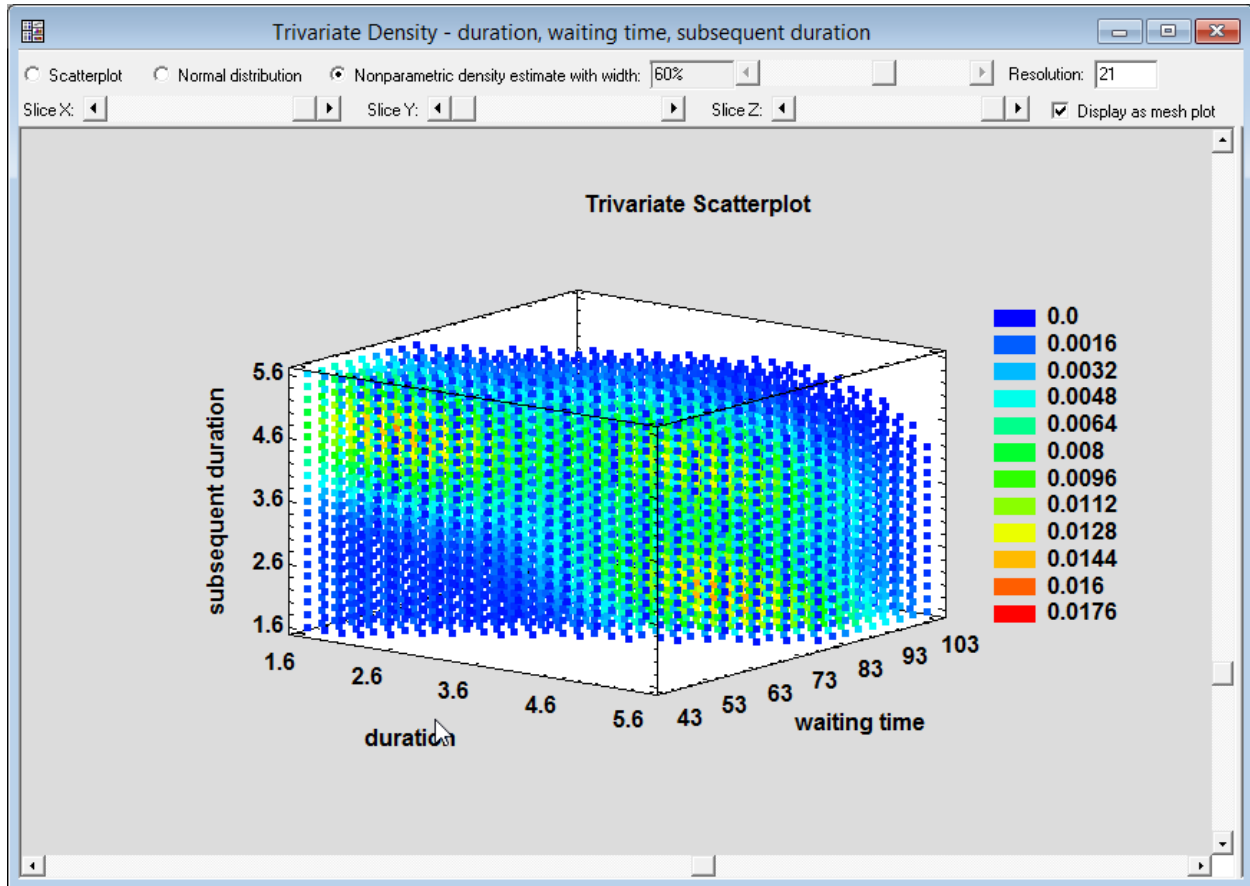 Trivariate Density - duration, waiting time, subsequent duration
Scatterplot Normal distribution Nonparametric density estimate with width: 60% Resolution: 21
Slice X: Slice Y: Slice Z: Display as mesh plot
Trivariate Scatterplot
0.0
0.0016
0.0032
0.0048
0.0064
0.008
0.0096
0.0112
0.0128
0.0144
0.016
0.0176
subsequent duration
5.6
4.6
3.6
2.6
1.6
1.6 2.6 3.6 4.6 5.6
duration
43 53 63 73 83 93 103
waiting time